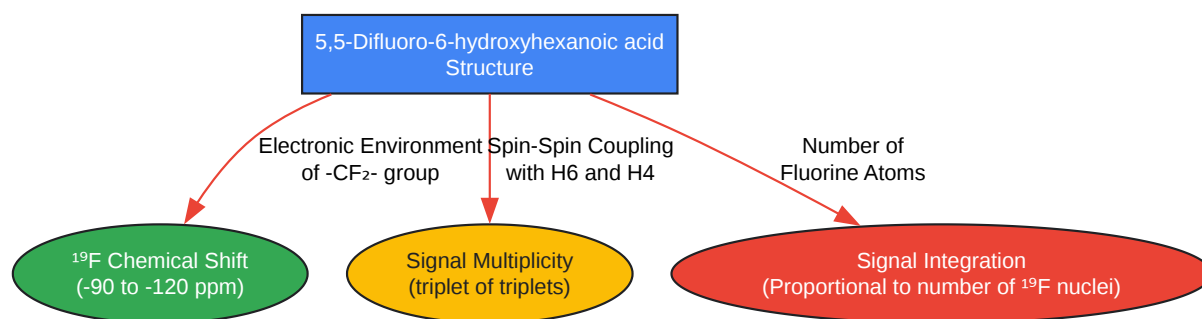 5,5-Difluoro-6-hydroxyhexanoic acid
Structure
Electronic Environment
of -CF₂- group
Spin-Spin Coupling
with H6 and H4
Number of
Fluorine Atoms
¹⁹F Chemical Shift
(-90 to -120 ppm)
Signal Multiplicity
(triplet of triplets)
Signal Integration
(Proportional to number of ¹⁹F nuclei)